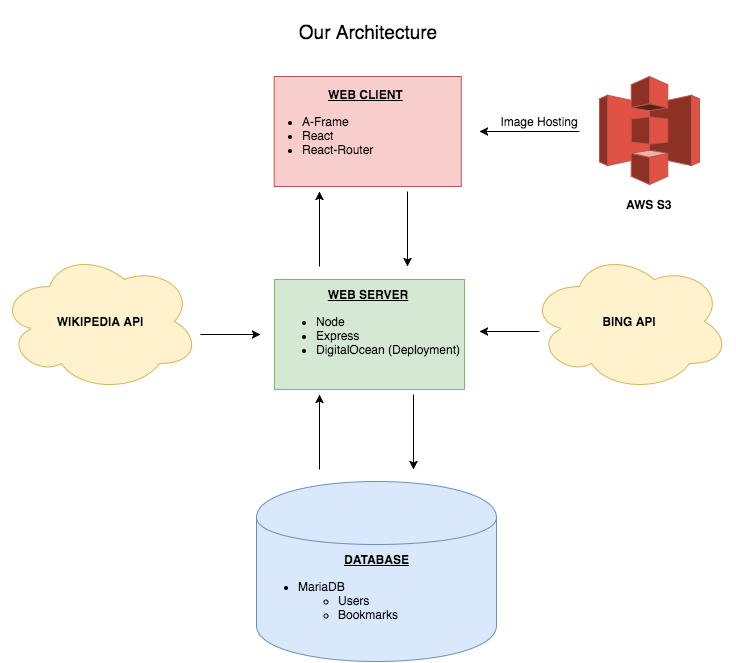 Our Architecture
WEB CLIENT
A-Frame
React
React-Router
Image Hosting
AWS S3
WIKIPEDIA API
WEB SERVER
Node
Express
DigitalOcean (Deployment)
BING API
DATABASE
MariaDB
Users
Bookmarks